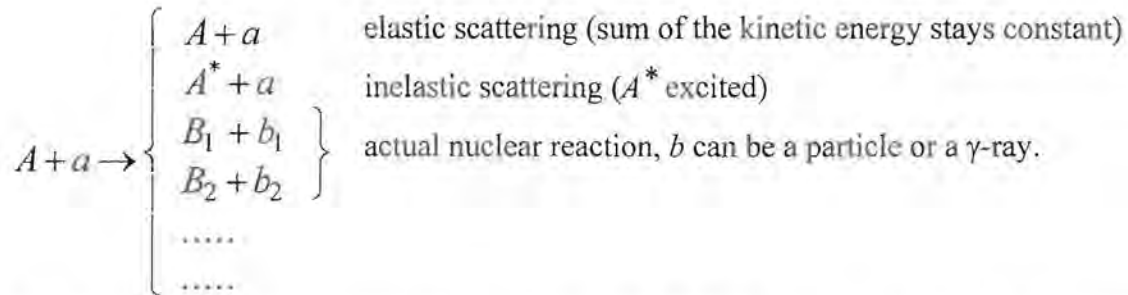 A + a elastic scattering (sum of the kinetic energy stays constant)
A* + a inelastic scattering (A* excited)
B₁ + b₁
A + a → actual nuclear reaction, b can be a particle or a γ-ray.
B₂ + b₂
.....
.....